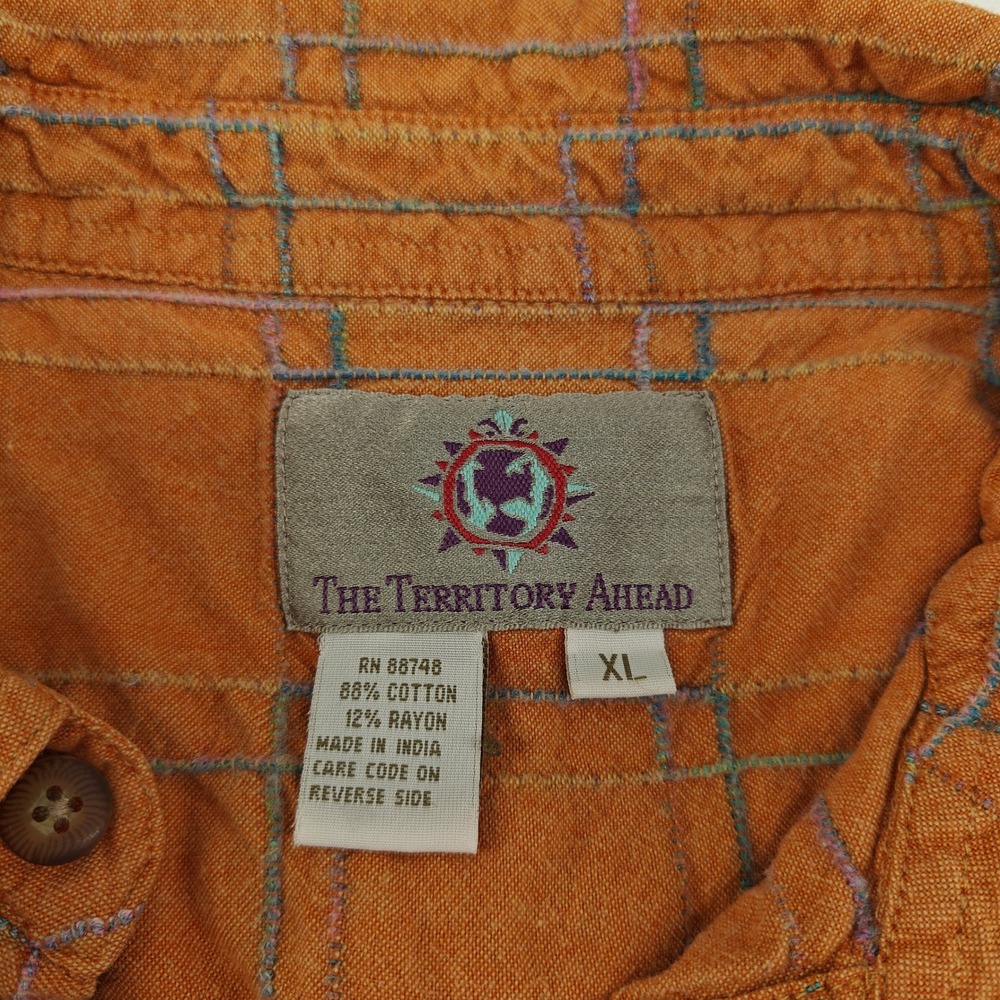 THE TERRITORY AHEAD
RN 88748
88% COTTON
12% RAYON
MADE IN INDIA
CARE CODE ON
REVERSE SIDE
XL